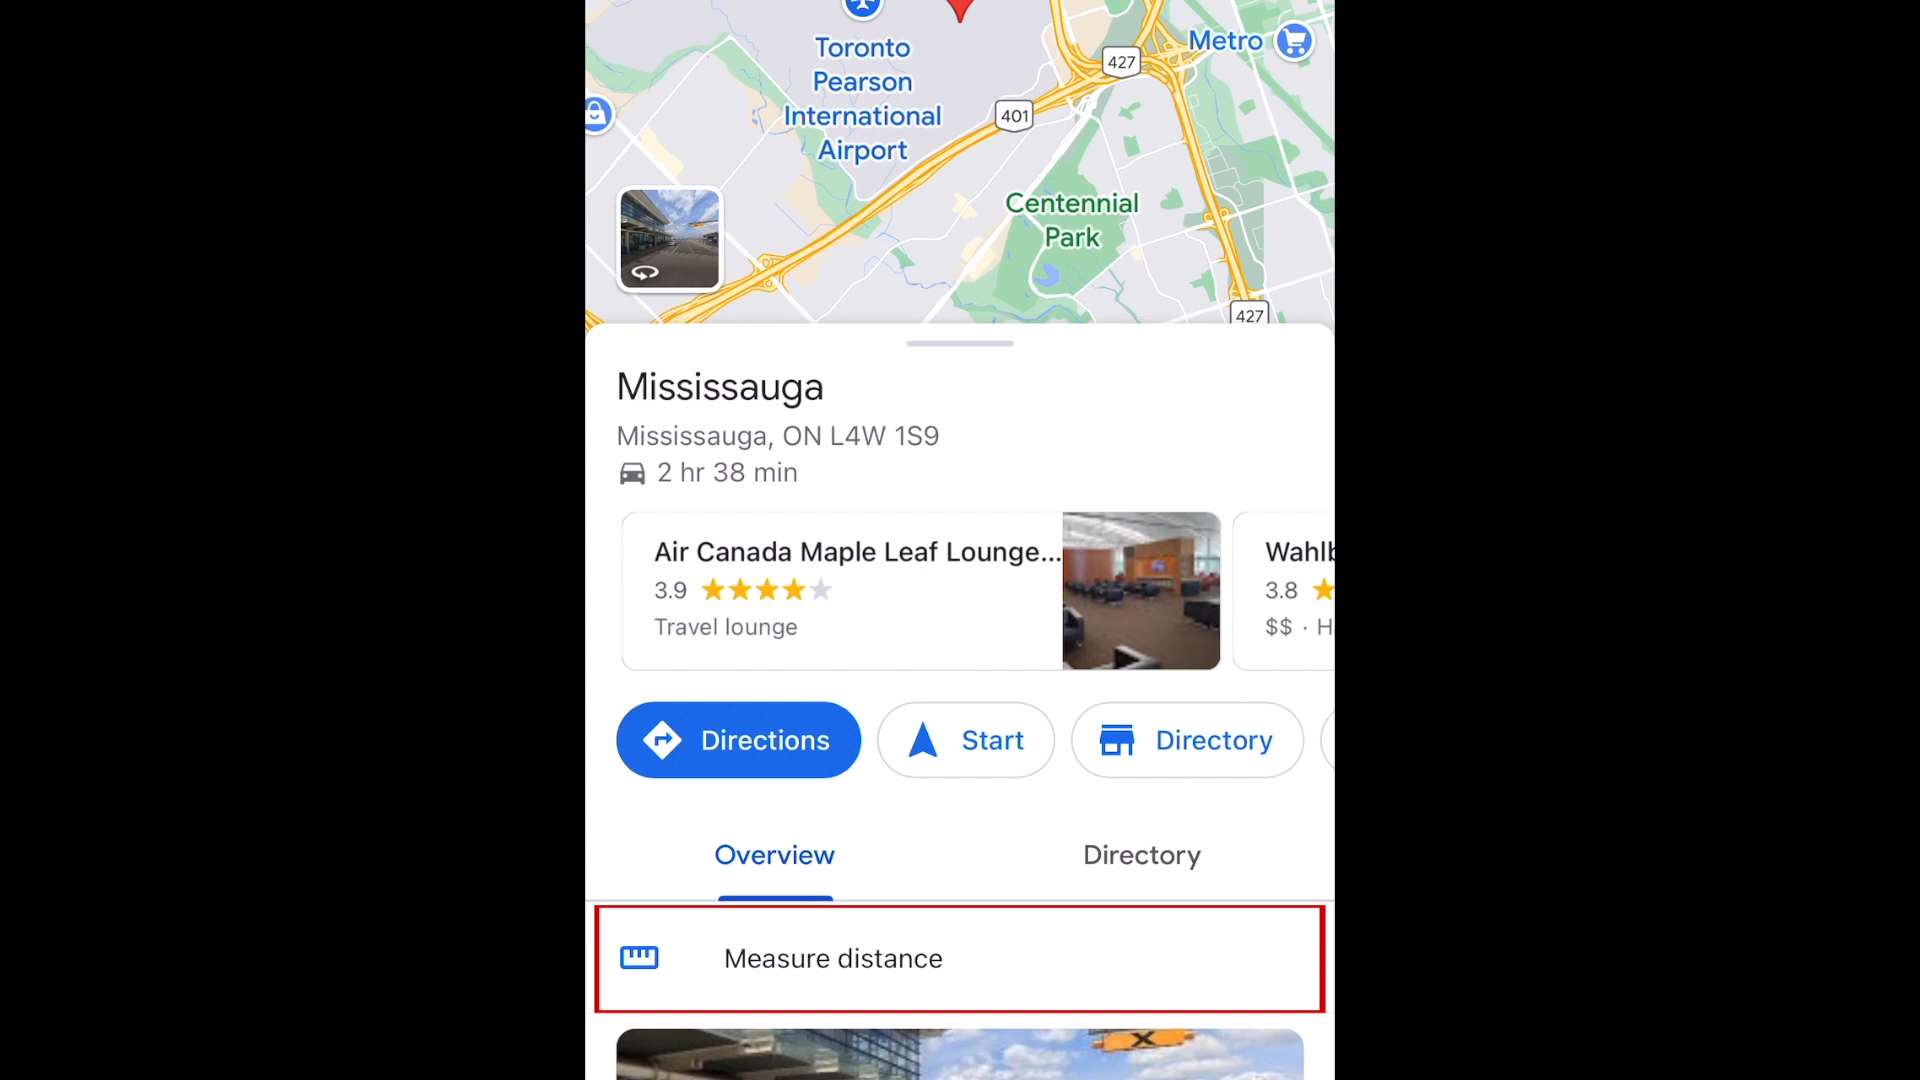 Toronto
Pearson
International
Airport
427
Metro
401
Centennial
Park
427
Mississauga
Mississauga, ON L4W 1S9
2 hr 38 min
Air Canada Maple Leaf Lounge...
3.9
Travel lounge
Wahlb
3.8
$$ · H
Directions
Start
Directory
Overview
Directory
Measure distance
X